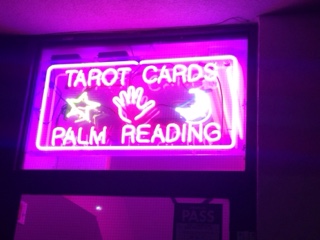 TAROT CARDS
PALM READING
PASS